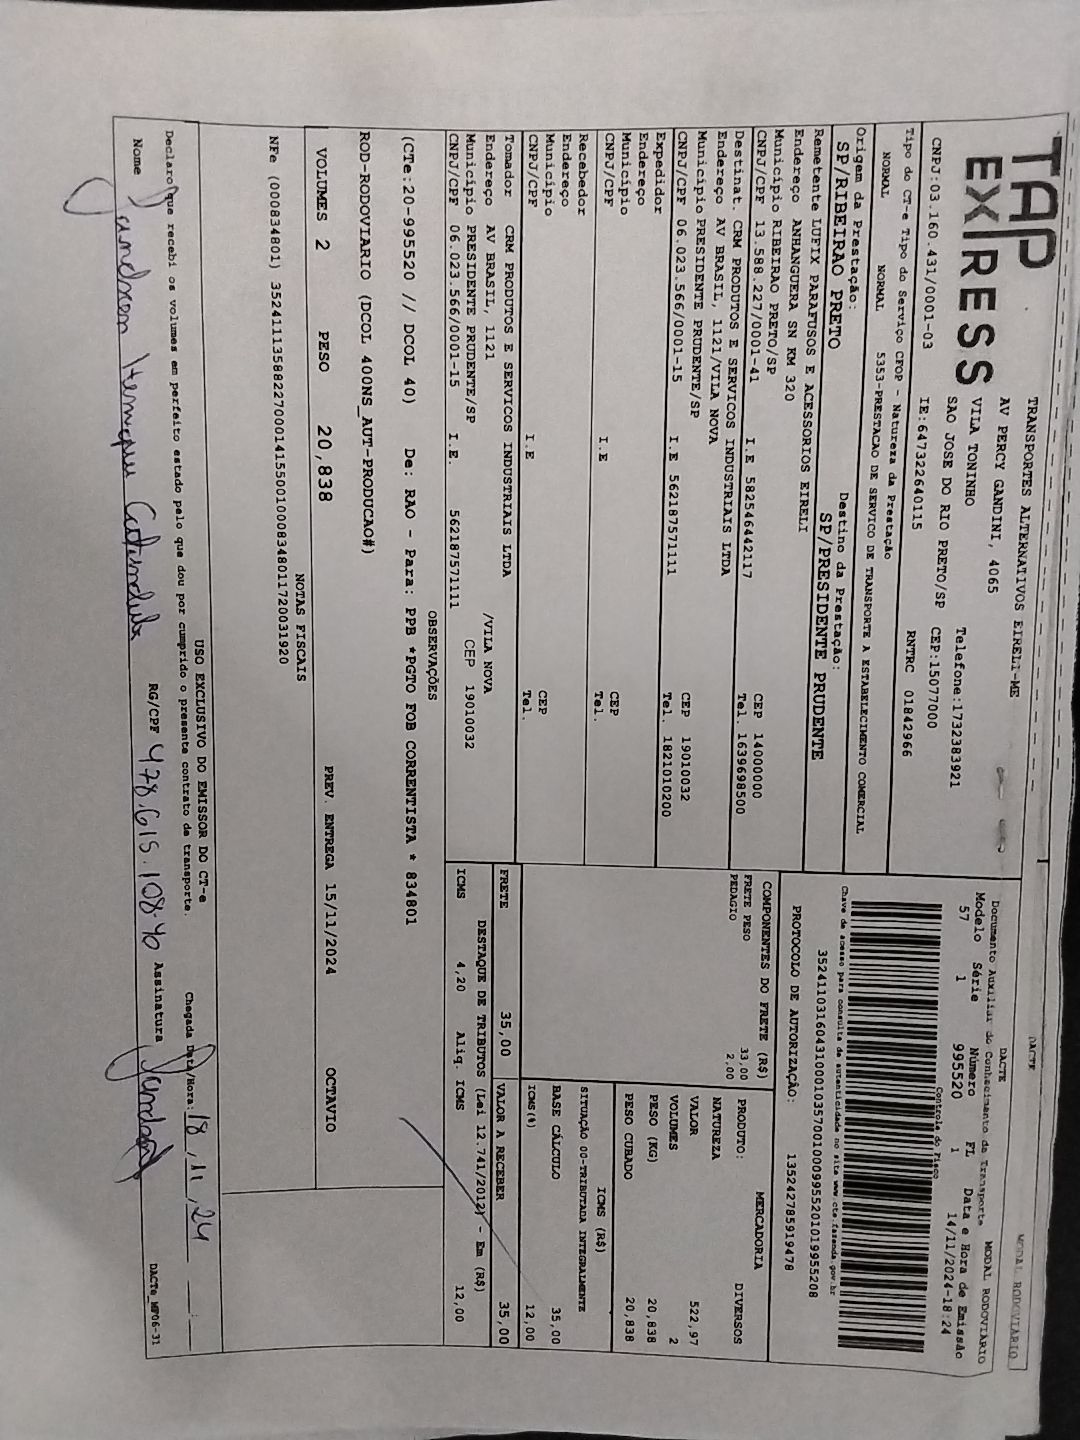 DACTE
MODAL RODOVIARIO
TAP EXPRESS
TRANSPORTES ALTERNATIVOS EIRELI-ME
AV PERCY GANDINI, 4065
VILA TONINHO
SAO JOSE DO RIO PRETO/SP CEP:15077000
Telefone:1732383921
CNPJ:03.160.431/0001-03 IE:647322640115 RNTRC 01842966
DACTE MODAL RODOVIÁRIO
Documento Auxiliar do Conhecimento de Transporte
Modelo Série Número FL Data e Hora de Emissão
57 1 995520 1 14/11/2024-18:24
Controle do Fisco
Chave de acesso para consulta de autenticidade no site www.cte.fazenda.gov.br
35241103160431000103570010009955201019955208
PROTOCOLO DE AUTORIZAÇÃO: 135242785919478
Tipo do CT-e Tipo do Serviço CFOP - Natureza da Prestação
NORMAL NORMAL 5353-PRESTACAO DE SERVICO DE TRANSPORTE A ESTABELECIMENTO COMERCIAL
Origem da Prestação: Destino da Prestação:
SP/RIBEIRAO PRETO SP/PRESIDENTE PRUDENTE
Remetente LUFIX PARAFUSOS E ACESSORIOS EIRELI
Endereço ANHANGUERA SN KM 320
Município RIBEIRAO PRETO/SP CEP 14000000
CNPJ/CPF 13.588.227/0001-41 I.E 582546442117 Tel. 1639698500
Destinat. CRM PRODUTOS E SERVICOS INDUSTRIAIS LTDA
Endereço AV BRASIL, 1121/VILA NOVA
Município PRESIDENTE PRUDENTE/SP CEP 19010032
CNPJ/CPF 06.023.566/0001-15 I.E 562187571111 Tel. 1821010200
Expedidor
Endereço
Município CEP
CNPJ/CPF I.E Tel.
Recebedor
Endereço
Município CEP
CNPJ/CPF I.E Tel.
Tomador CRM PRODUTOS E SERVICOS INDUSTRIAIS LTDA
Endereço AV BRASIL, 1121 /VILA NOVA
Município PRESIDENTE PRUDENTE/SP CEP 19010032
CNPJ/CPF 06.023.566/0001-15 I.E. 562187571111
COMPONENTES DO FRETE (R$)
FRETE PESO 33,00
PEDAGIO 2,00
MERCADORIA
PRODUTO: DIVERSOS
NATUREZA
VALOR 522,97
VOLUMES 2
PESO (KG) 20,838
PESO CUBADO 20,838
ICMS (R$)
SITUAÇÃO 00-TRIBUTADA INTEGRALMENTE
BASE CÁLCULO 35,00
ICMS(%) 12,00
FRETE 35,00 VALOR A RECEBER 35,00
DESTAQUE DE TRIBUTOS (Lei 12.741/2012) - Em (R$)
ICMS 4,20 Aliq. ICMS 12,00
OBSERVAÇÕES
(CTe:20-995520 // DCOL 40) De: RAO - Para: PPB *PGTO FOB CORRENTISTA * 834801
ROD-RODOVIARIO (DCOL 400NS_AUT-PRODUCAO#)
VOLUMES 2 PESO 20,838 PREV. ENTREGA 15/11/2024 OCTAVIO
NOTAS FISCAIS
NFe (000834801) 35241113588227000141550010008348011720031920
USO EXCLUSIVO DO EMISSOR DO CT-e
Declaro que recebi os volumes em perfeito estado pelo que dou por cumprido o presente contrato de transporte. Chegada Data/Hora: 18, 11, 24 :
Nome RG/CPF 478.615.108.40 Assinatura
DACTe_MP06-31